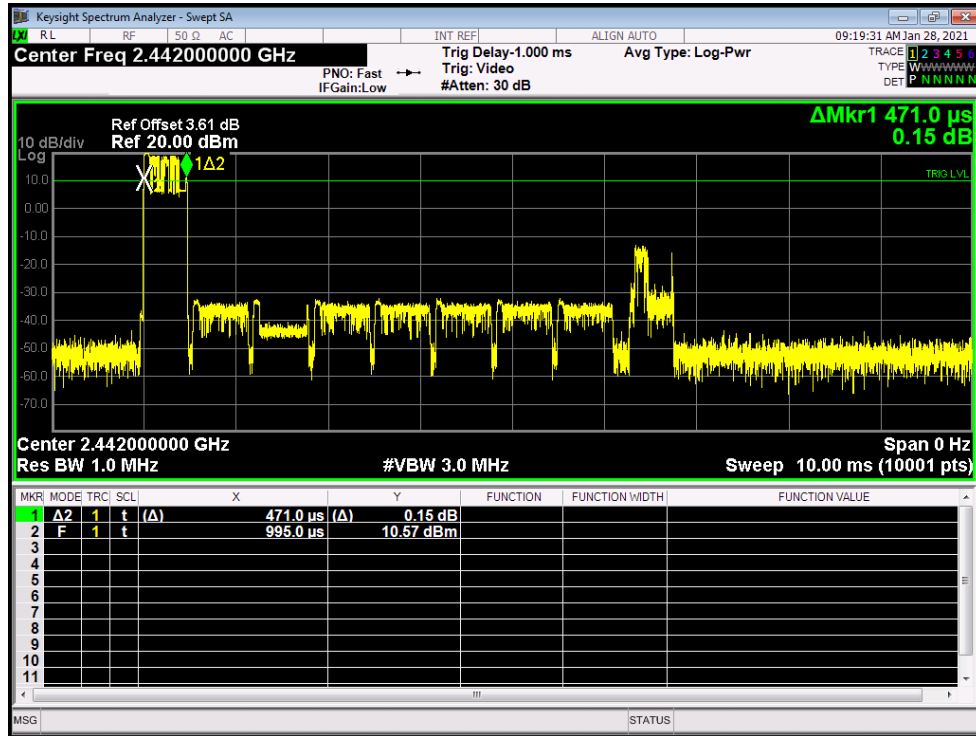 Keysight Spectrum Analyzer - Swept SA
LXI RL RF 50 Ω AC INT REF ALIGN AUTO 09:19:31 AM Jan 28, 2021
Center Freq 2.442000000 GHz Trig Delay-1.000 ms Avg Type: Log-Pwr TRACE 1 2 3 4 5 6
PNO: Fast Trig: Video TYPE WWWWWW
IFGain:Low #Atten: 30 dB DET P N N N N N
ΔMkr1 471.0 µs
Ref Offset 3.61 dB
10 dB/div Ref 20.00 dBm 0.15 dB
Log
1Δ2
10.0 TRIG LVL
0.00
-10.0
-20.0
-30.0
-40.0
-50.0
-60.0
-70.0
Center 2.442000000 GHz Span 0 Hz
Res BW 1.0 MHz #VBW 3.0 MHz Sweep 10.00 ms (10001 pts)
MKR MODE TRC SCL X Y FUNCTION FUNCTION WIDTH FUNCTION VALUE
1 Δ2 1 t (Δ) 471.0 µs (Δ) 0.15 dB
2 F 1 t 995.0 µs 10.57 dBm
3
4
5
6
7
8
9
10
11
MSG STATUS